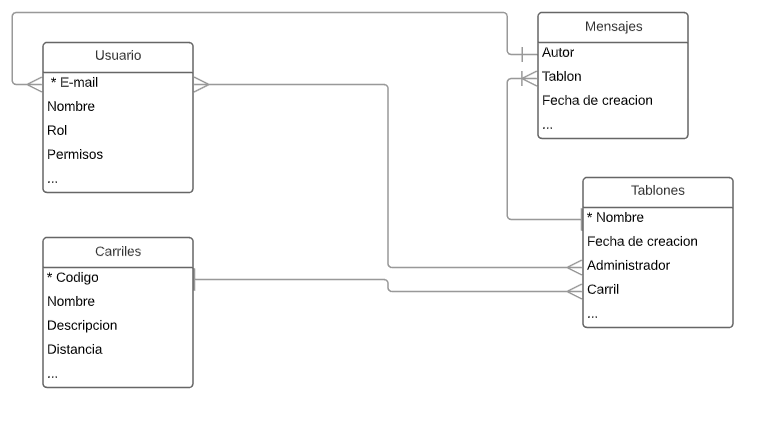 Usuario
* E-mail
Nombre
Rol
Permisos
...
Mensajes
Autor
Tablon
Fecha de creacion
...
Carriles
* Codigo
Nombre
Descripcion
Distancia
...
Tablones
* Nombre
Fecha de creacion
Administrador
Carril
...